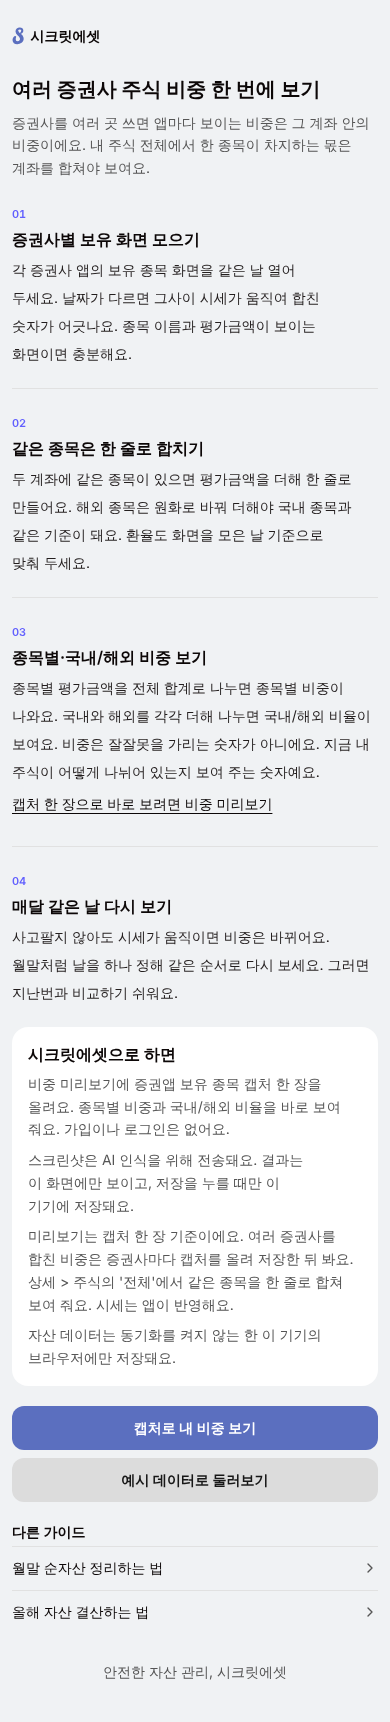 시크릿에셋
여러 증권사 주식 비중 한 번에 보기
증권사를 여러 곳 쓰면 앱마다 보이는 비중은 그 계좌 안의
비중이에요. 내 주식 전체에서 한 종목이 차지하는 몫은
계좌를 합쳐야 보여요.
01
증권사별 보유 화면 모으기
각 증권사 앱의 보유 종목 화면을 같은 날 열어
두세요. 날짜가 다르면 그사이 시세가 움직여 합친
숫자가 어긋나요. 종목 이름과 평가금액이 보이는
화면이면 충분해요.
02
같은 종목은 한 줄로 합치기
두 계좌에 같은 종목이 있으면 평가금액을 더해 한 줄로
만들어요. 해외 종목은 원화로 바꿔 더해야 국내 종목과
같은 기준이 돼요. 환율도 화면을 모은 날 기준으로
맞춰 두세요.
03
종목별·국내/해외 비중 보기
종목별 평가금액을 전체 합계로 나누면 종목별 비중이
나와요. 국내와 해외를 각각 더해 나누면 국내/해외 비율이
보여요. 비중은 잘잘못을 가리는 숫자가 아니에요. 지금 내
주식이 어떻게 나뉘어 있는지 보여 주는 숫자예요.
캡처 한 장으로 바로 보려면 비중 미리보기
04
매달 같은 날 다시 보기
사고팔지 않아도 시세가 움직이면 비중은 바뀌어요.
월말처럼 날을 하나 정해 같은 순서로 다시 보세요. 그러면
지난번과 비교하기 쉬워요.
시크릿에셋으로 하면
비중 미리보기에 증권앱 보유 종목 캡처 한 장을
올려요. 종목별 비중과 국내/해외 비율을 바로 보여
줘요. 가입이나 로그인은 없어요.
스크린샷은 AI 인식을 위해 전송돼요. 결과는
이 화면에만 보이고, 저장을 누를 때만 이
기기에 저장돼요.
미리보기는 캡처 한 장 기준이에요. 여러 증권사를
합친 비중은 증권사마다 캡처를 올려 저장한 뒤 봐요.
상세 > 주식의 '전체'에서 같은 종목을 한 줄로 합쳐
보여 줘요. 시세는 앱이 반영해요.
자산 데이터는 동기화를 켜지 않는 한 이 기기의
브라우저에만 저장돼요.
캡처로 내 비중 보기
예시 데이터로 둘러보기
다른 가이드
월말 순자산 정리하는 법
올해 자산 결산하는 법
안전한 자산 관리, 시크릿에셋